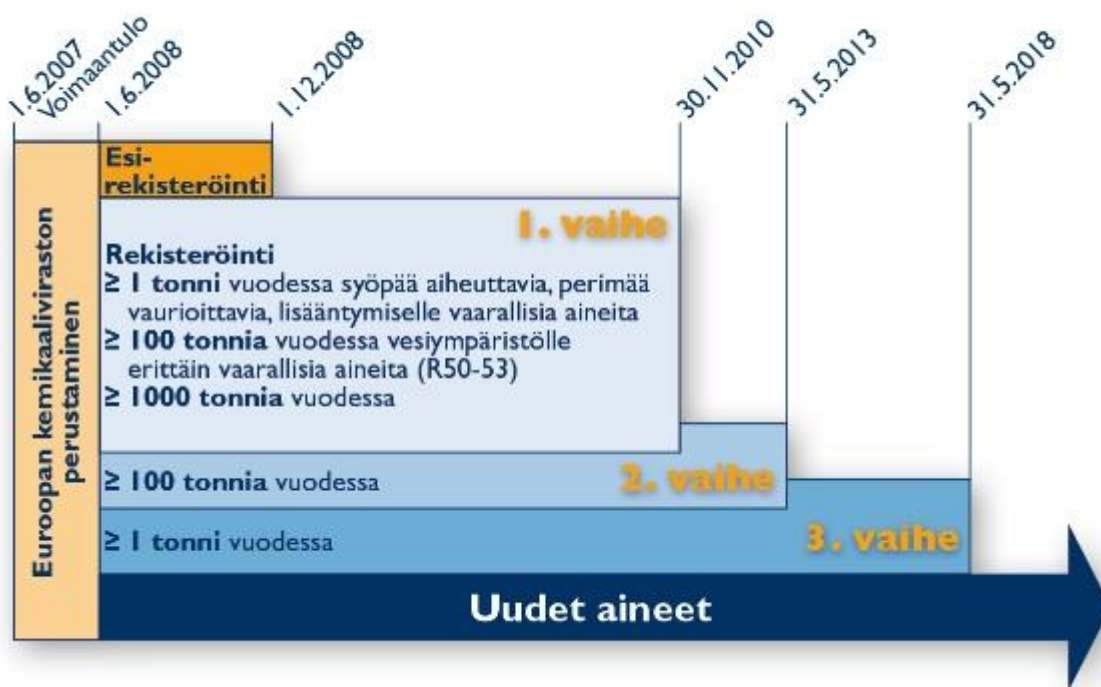 1.6.2007
Voimaantulo
1.6.2008
1.12.2008
30.11.2010
31.5.2013
31.5.2018
Euroopan kemikaaliviraston
perustaminen
Esi-
rekisteröinti
1. vaihe
Rekisteröinti
≥ 1 tonni vuodessa syöpää aiheuttavia, perimää
vaurioittavia, lisääntymiselle vaarallisia aineita
≥ 100 tonnia vuodessa vesiympäristölle
erittäin vaarallisia aineita (R50-53)
≥ 1000 tonnia vuodessa
≥ 100 tonnia vuodessa
2. vaihe
≥ 1 tonni vuodessa
3. vaihe
Uudet aineet